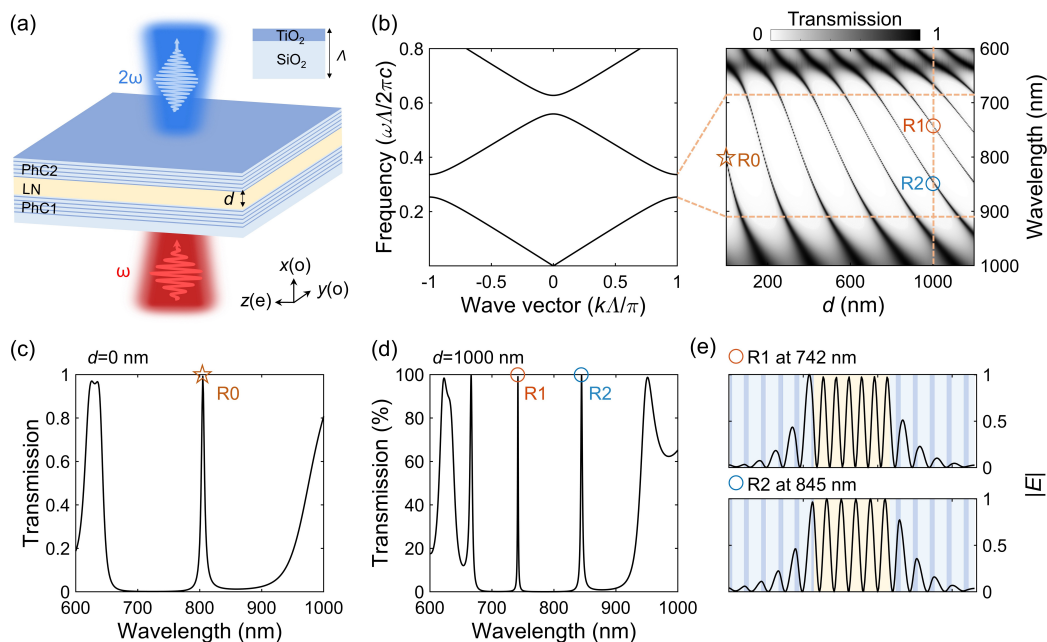 (a)
2ω
TiO2
SiO2
Λ
PhC2
LN
PhC1
d
ω
x(o)
y(o)
z(e)
(b)
Frequency (ωΛ/2πc)
0.8
0.6
0.4
0.2
-1 -0.5 0 0.5 1
Wave vector (kΛ/π)
Transmission
0 1
R0
R1
R2
600
700
800
900
1000
Wavelength (nm)
200 600 1000
d (nm)
(c)
d=0 nm
R0
Transmission
1
0.8
0.6
0.4
0.2
0
600 700 800 900 1000
Wavelength (nm)
(d)
d=1000 nm
R1
R2
Transmission (%)
100
80
60
40
20
0
600 700 800 900 1000
Wavelength (nm)
(e)
R1 at 742 nm
1
0.5
0
R2 at 845 nm
1
0.5
0
|E|